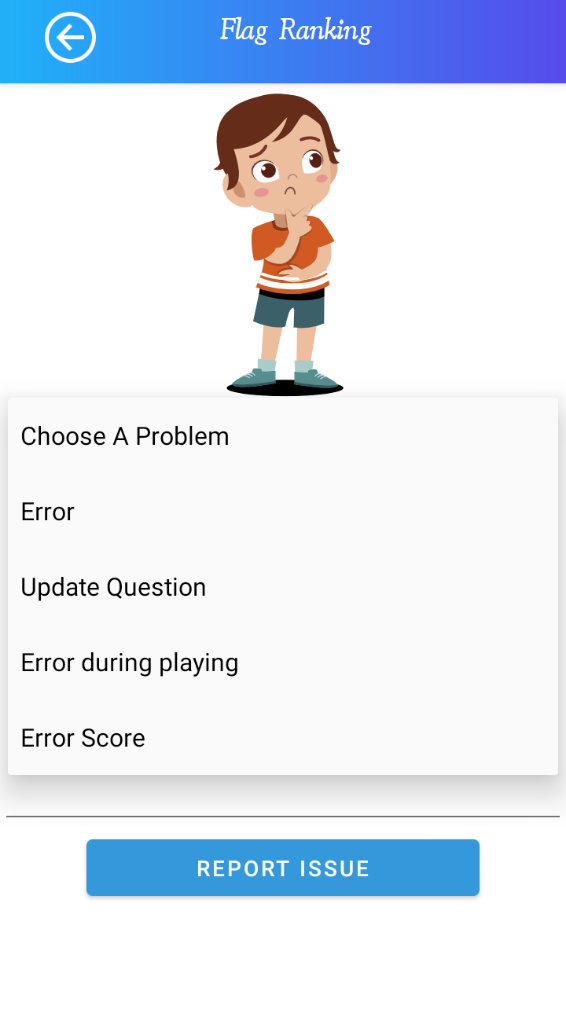 Flag Ranking
Choose A Problem
Error
Update Question
Error during playing
Error Score
REPORT ISSUE